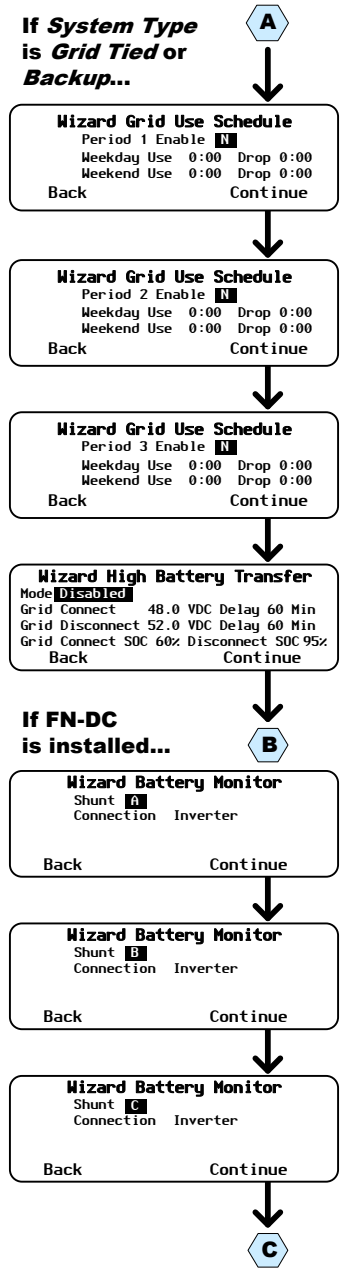 If System Type
is Grid Tied or
Backup...
A
Wizard Grid Use Schedule
Period 1 Enable N
Weekday Use 0:00 Drop 0:00
Weekend Use 0:00 Drop 0:00
Back Continue
Wizard Grid Use Schedule
Period 2 Enable N
Weekday Use 0:00 Drop 0:00
Weekend Use 0:00 Drop 0:00
Back Continue
Wizard Grid Use Schedule
Period 3 Enable N
Weekday Use 0:00 Drop 0:00
Weekend Use 0:00 Drop 0:00
Back Continue
Wizard High Battery Transfer
Mode Disabled
Grid Connect 48.0 VDC Delay 60 Min
Grid Disconnect 52.0 VDC Delay 60 Min
Grid Connect SOC 60% Disconnect SOC 95%
Back Continue
If FN-DC
is installed...
B
Wizard Battery Monitor
Shunt A
Connection Inverter
Back Continue
Wizard Battery Monitor
Shunt B
Connection Inverter
Back Continue
Wizard Battery Monitor
Shunt C
Connection Inverter
Back Continue
C